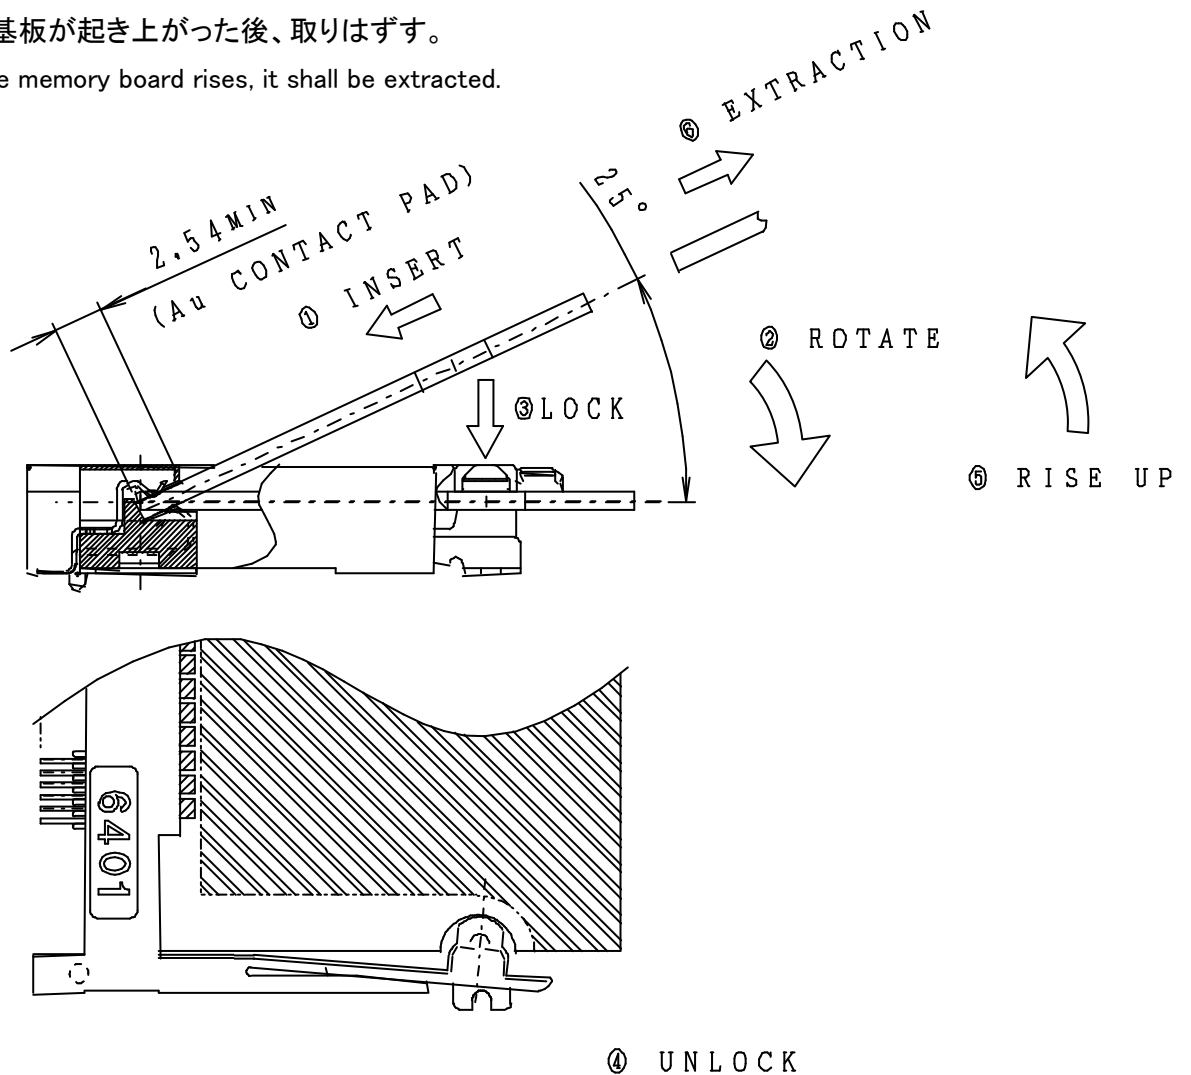 基板が起き上がった後、取りはずす。
e memory board rises, it shall be extracted.
⑥ EXTRACTION
25°
2.54MIN
(Au CONTACT PAD)
① INSERT
② ROTATE
③LOCK
⑤ RISE UP
6401
④ UNLOCK